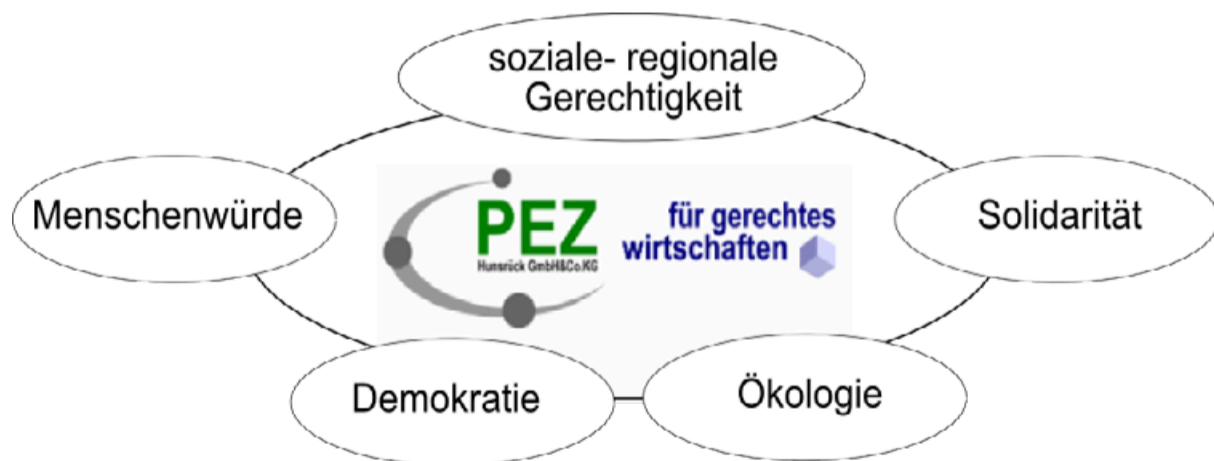 soziale- regionale
Gerechtigkeit
Menschenwürde
PEZ
Hunsrück GmbH&Co.KG
für gerechtes
wirtschaften
Solidarität
Demokratie
Ökologie